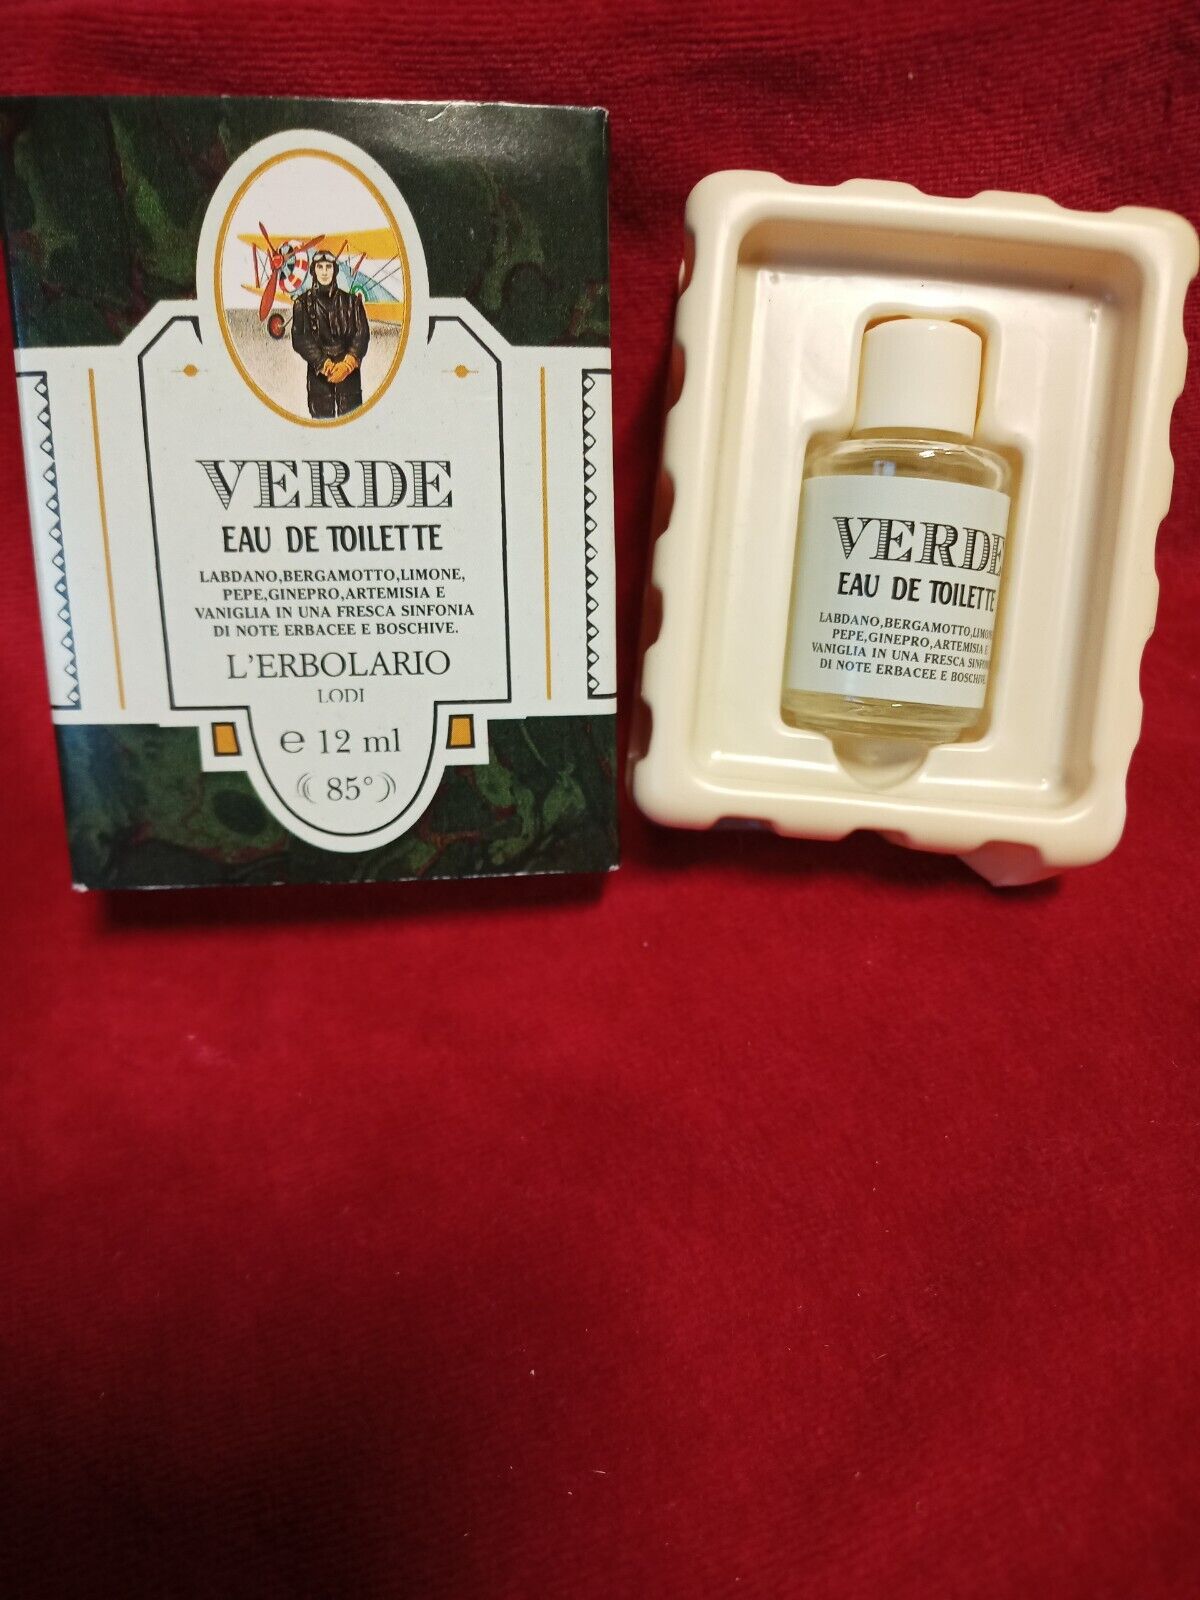 VERDE
EAU DE TOILETTE
LABDANO,BERGAMOTTO,LIMONE,
PEPE,GINEPRO,ARTEMISIA E
VANIGLIA IN UNA FRESCA SINFONIA
DI NOTE ERBACEE E BOSCHIVE.
L'ERBOLARIO
LODI
℮ 12 ml
((85°))
VERDE
EAU DE TOILETTE
LABDANO,BERGAMOTTO,LIMON
PEPE,GINEPRO,ARTEMISIA E
VANIGLIA IN UNA FRESCA SINFONIA
DI NOTE ERBACEE E BOSCHIVE.